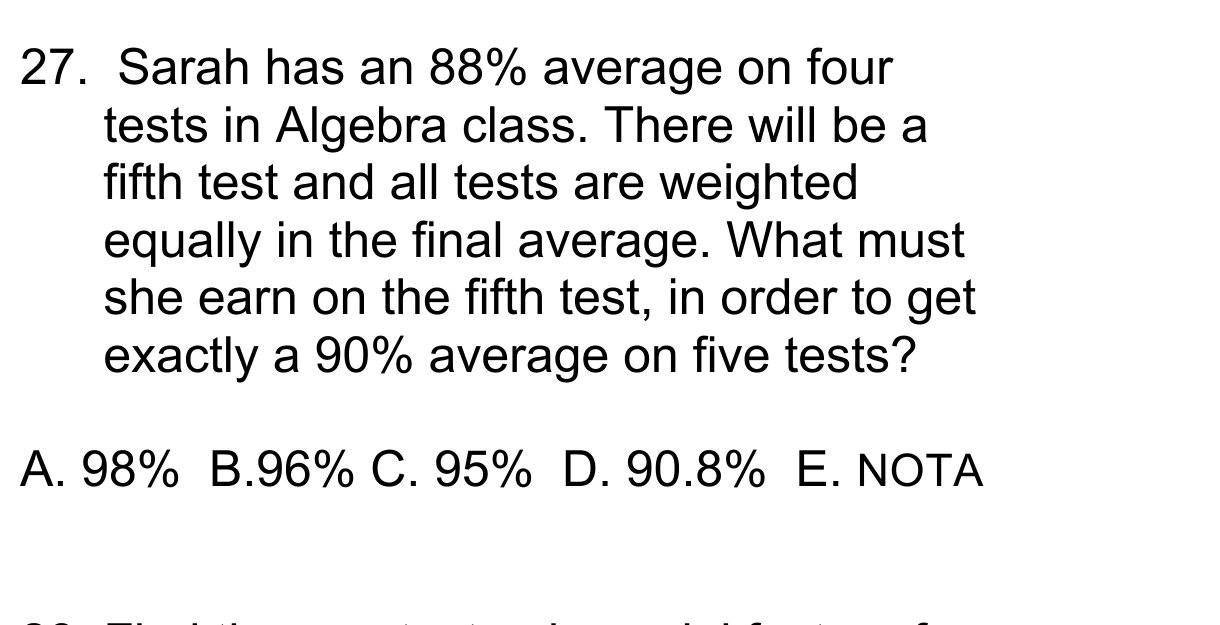 27. Sarah has an 88% average on four
tests in Algebra class. There will be a
fifth test and all tests are weighted
equally in the final average. What must
she earn on the fifth test, in order to get
exactly a 90% average on five tests?
A. 98% B.96% C. 95% D. 90.8% E. NOTA